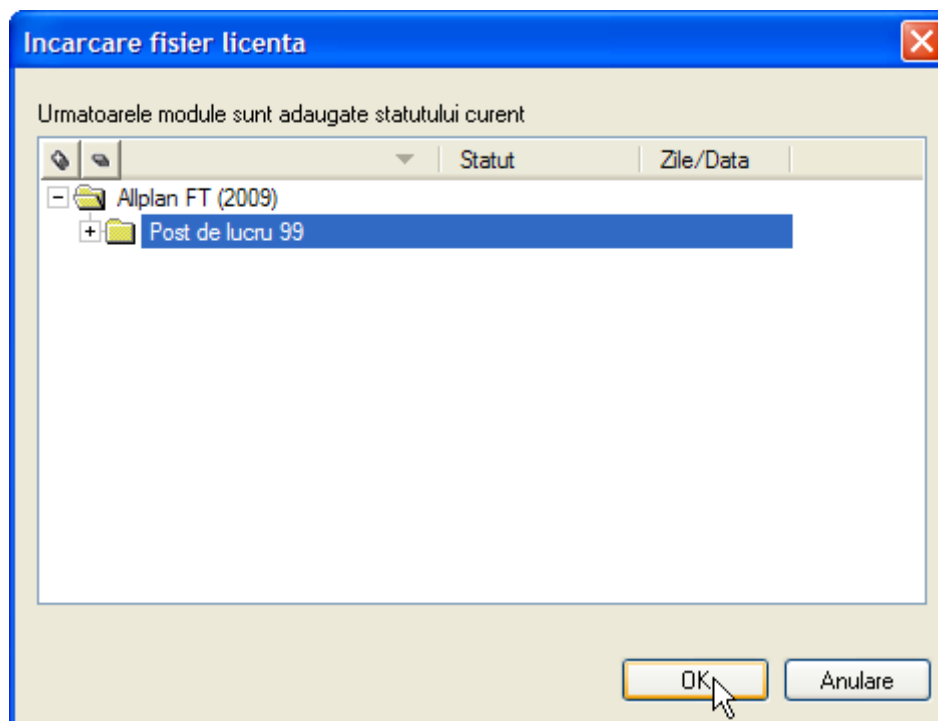 Incarcare fisier licenta
Urmatoarele module sunt adaugate statutului curent
Statut Zile/Data
Allplan FT (2009)
Post de lucru 99
OK Anulare